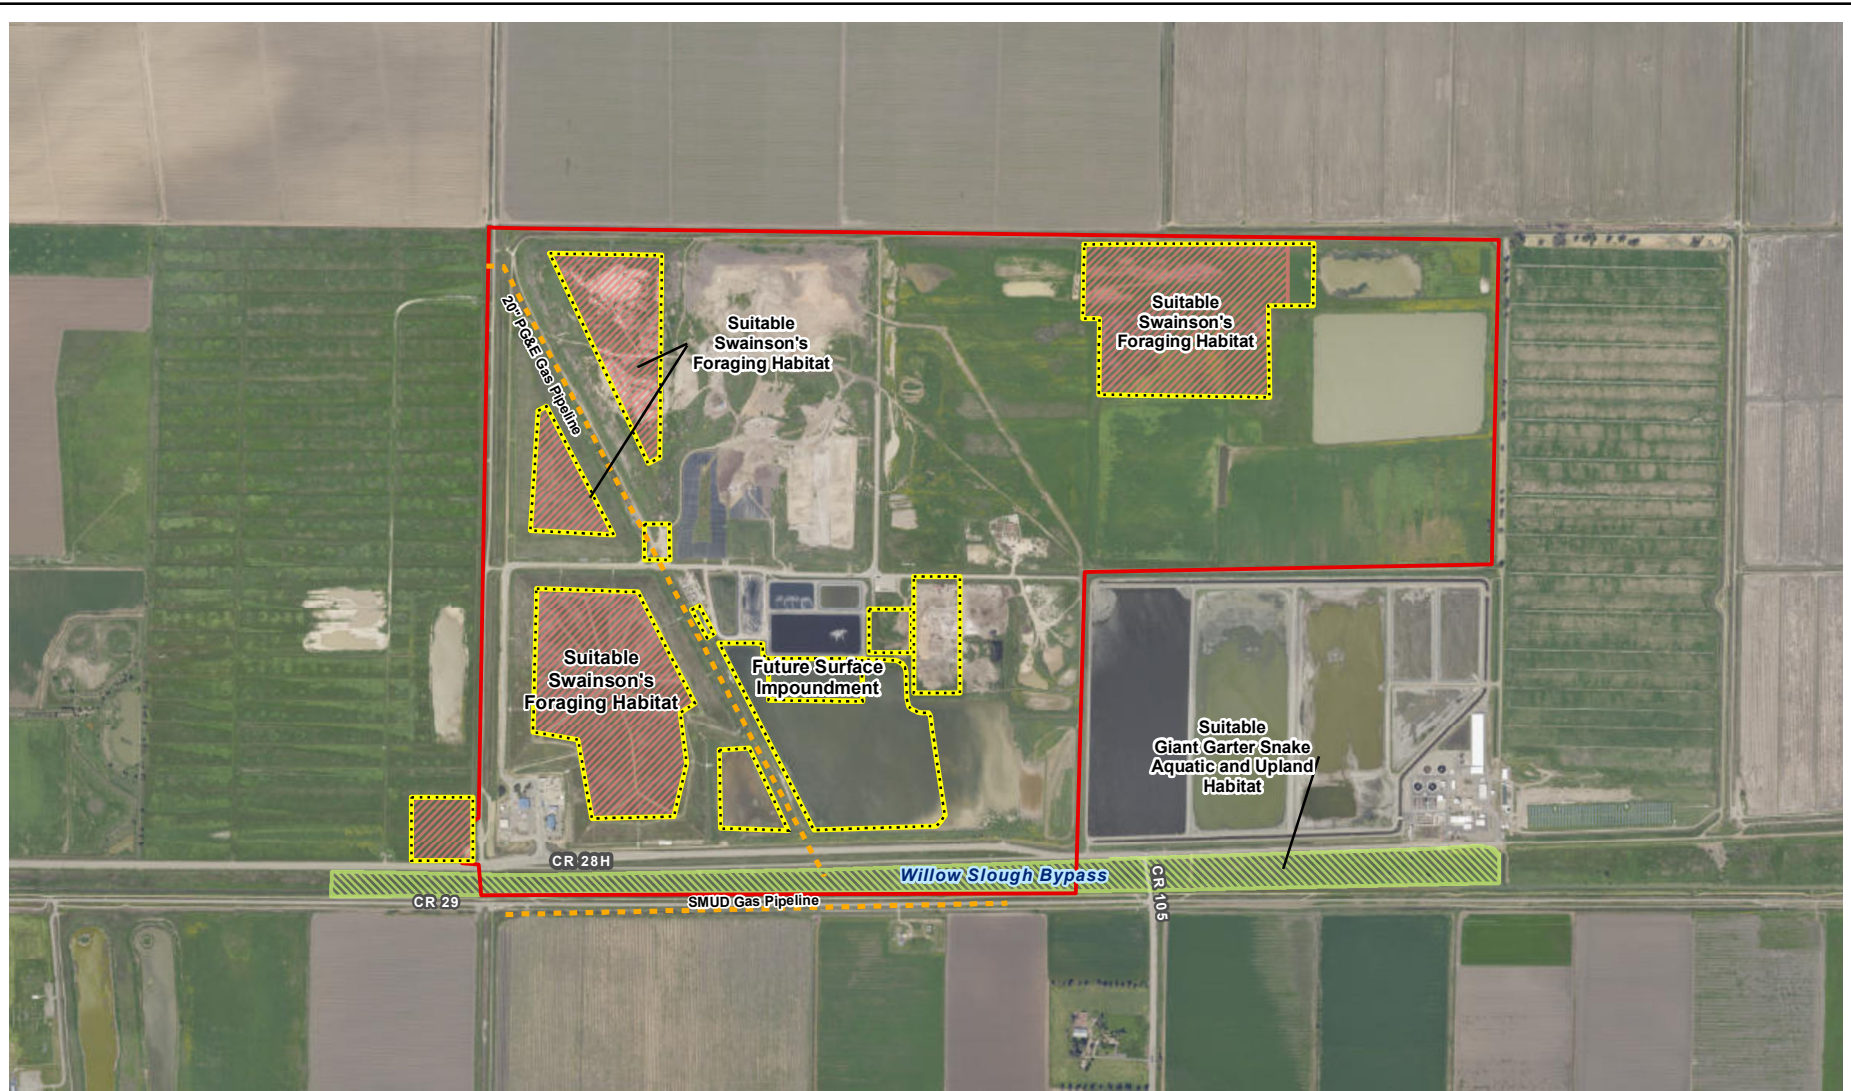 20" PG&E Gas Pipeline
Suitable
Swainson's
Foraging Habitat
Suitable
Swainson's
Foraging Habitat
Suitable
Swainson's
Foraging Habitat
Future Surface
Impoundment
Suitable
Giant Garter Snake
Aquatic and Upland
Habitat
CR 28H
Willow Slough Bypass
CR 29
SMUD Gas Pipeline
CR 105